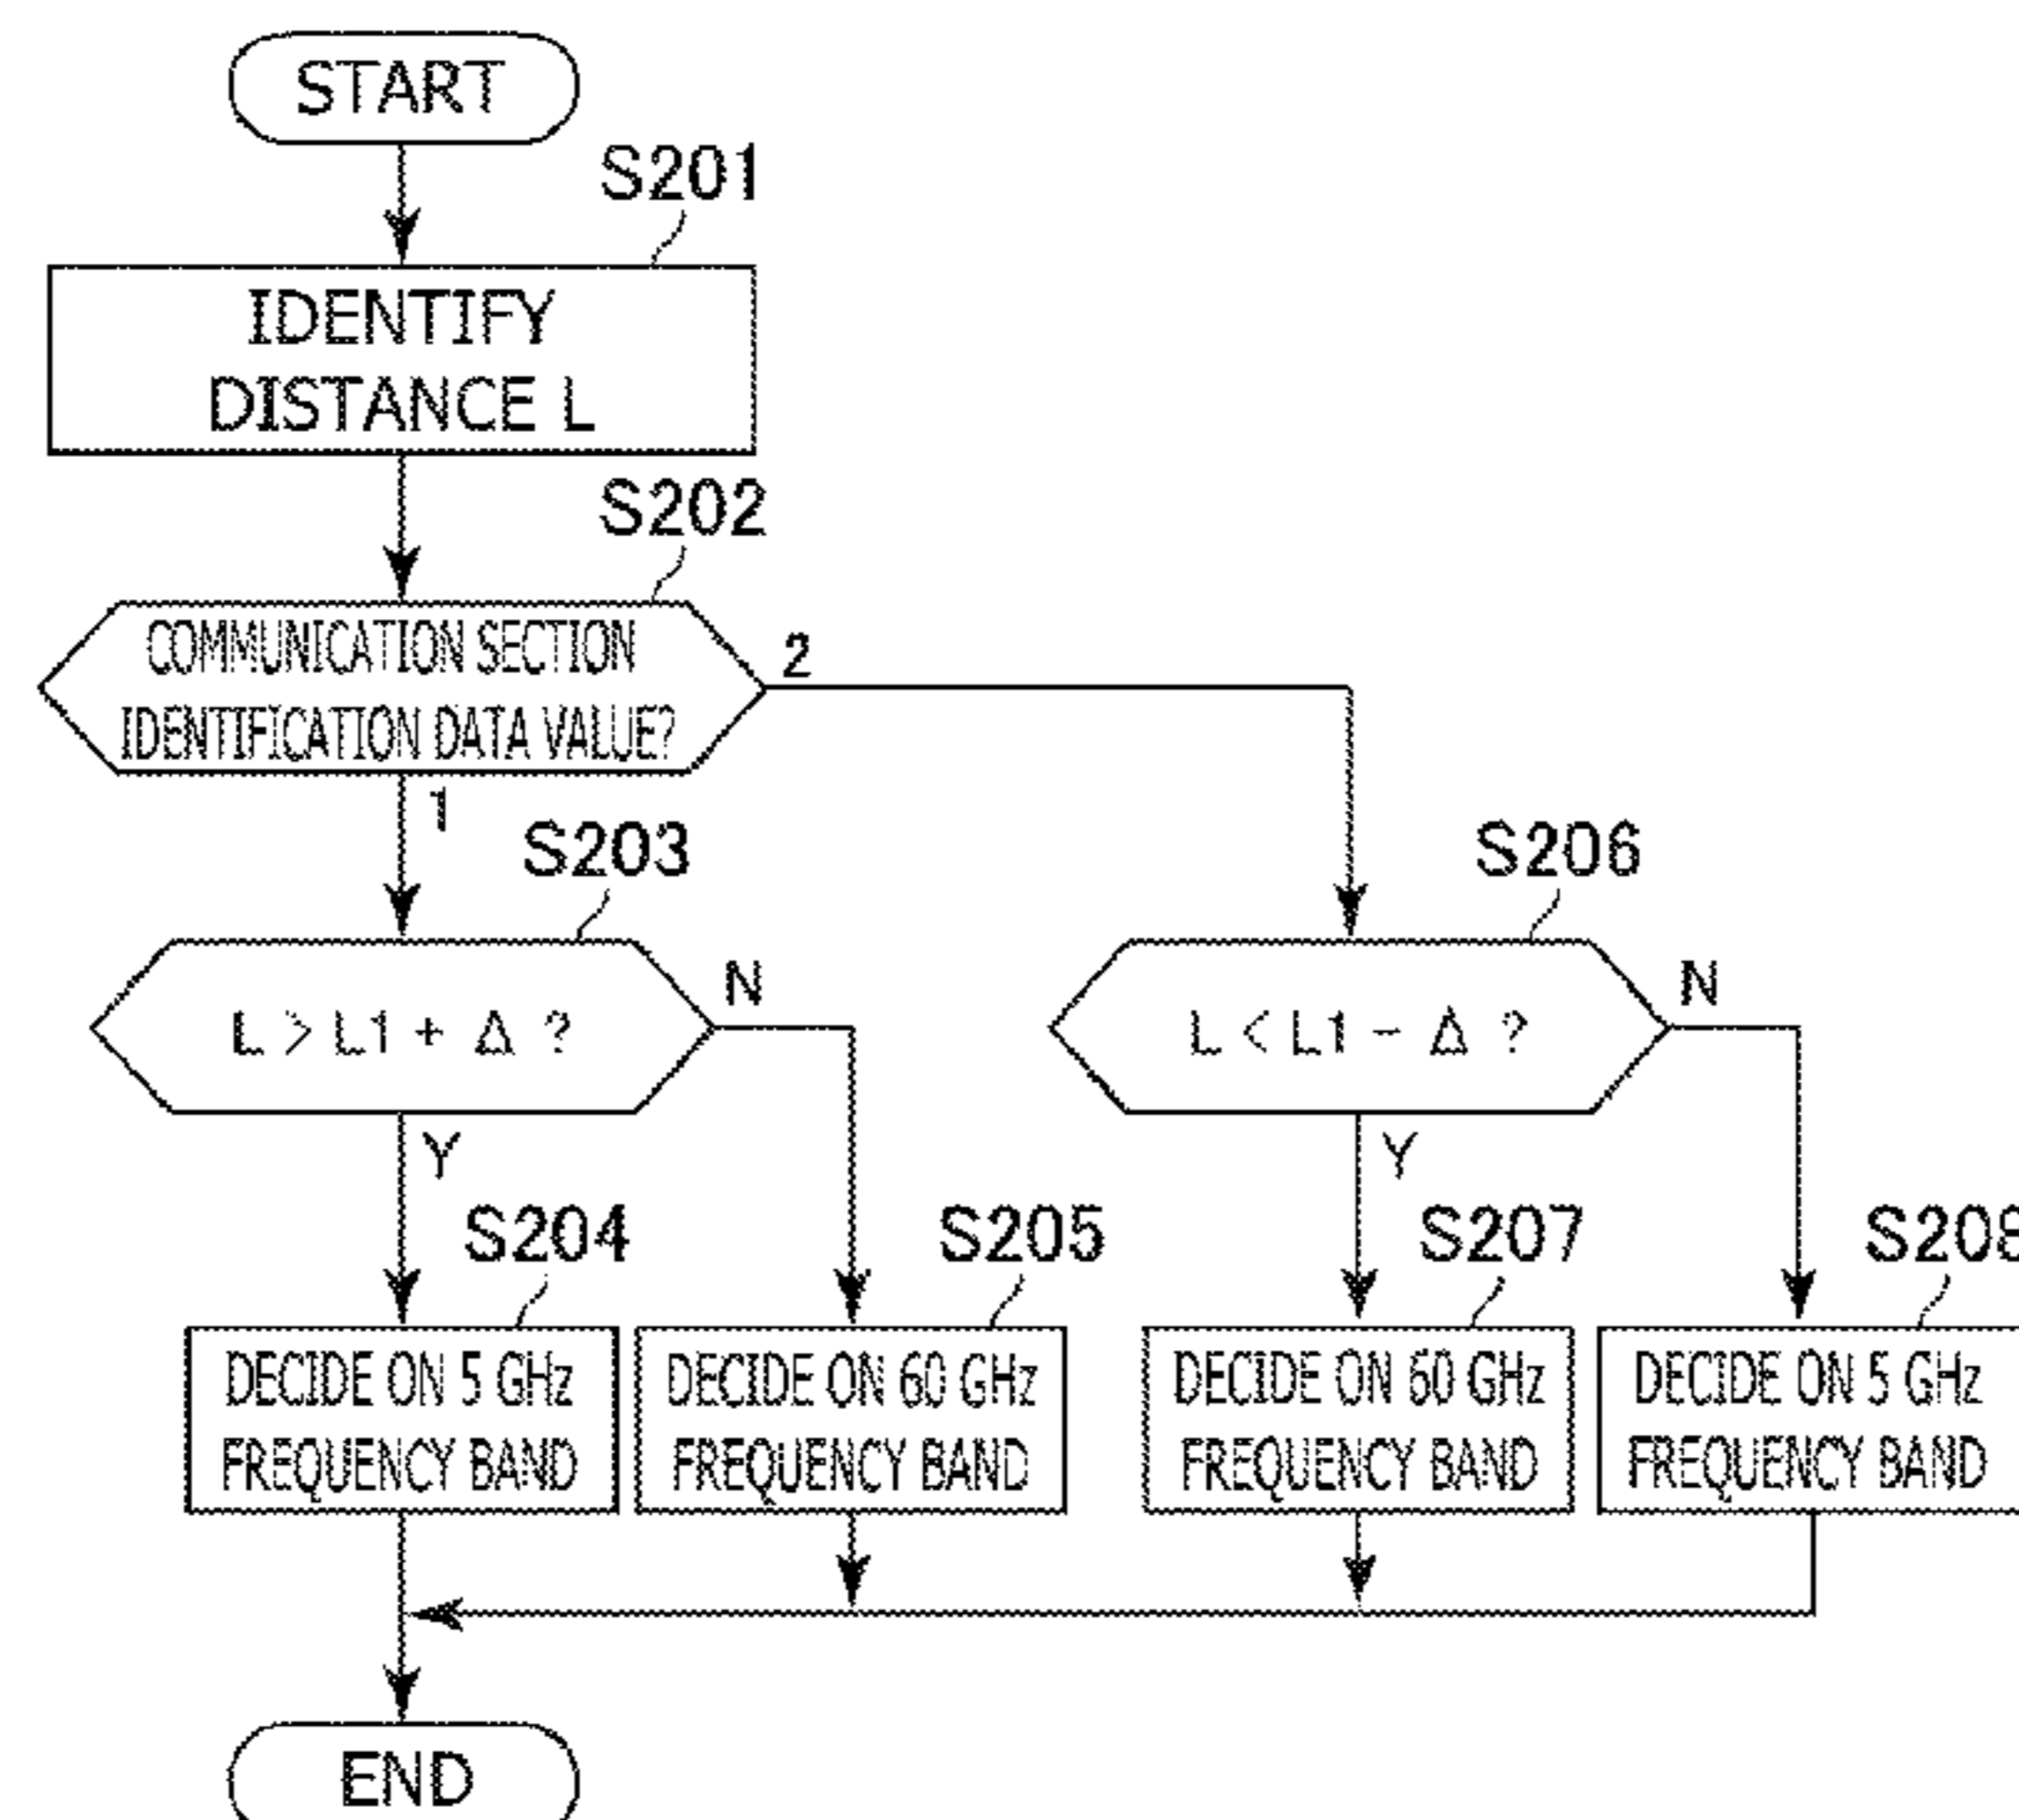 START
S201
IDENTIFY
DISTANCE L
S202
COMMUNICATION SECTION
IDENTIFICATION DATA VALUE?
2
1
S203
L > L1 + Δ ?
N
Y
S206
L < L1 - Δ ?
N
Y
S204
DECIDE ON 5 GHz
FREQUENCY BAND
S205
DECIDE ON 60 GHz
FREQUENCY BAND
S207
DECIDE ON 60 GHz
FREQUENCY BAND
S208
DECIDE ON 5 GHz
FREQUENCY BAND
END